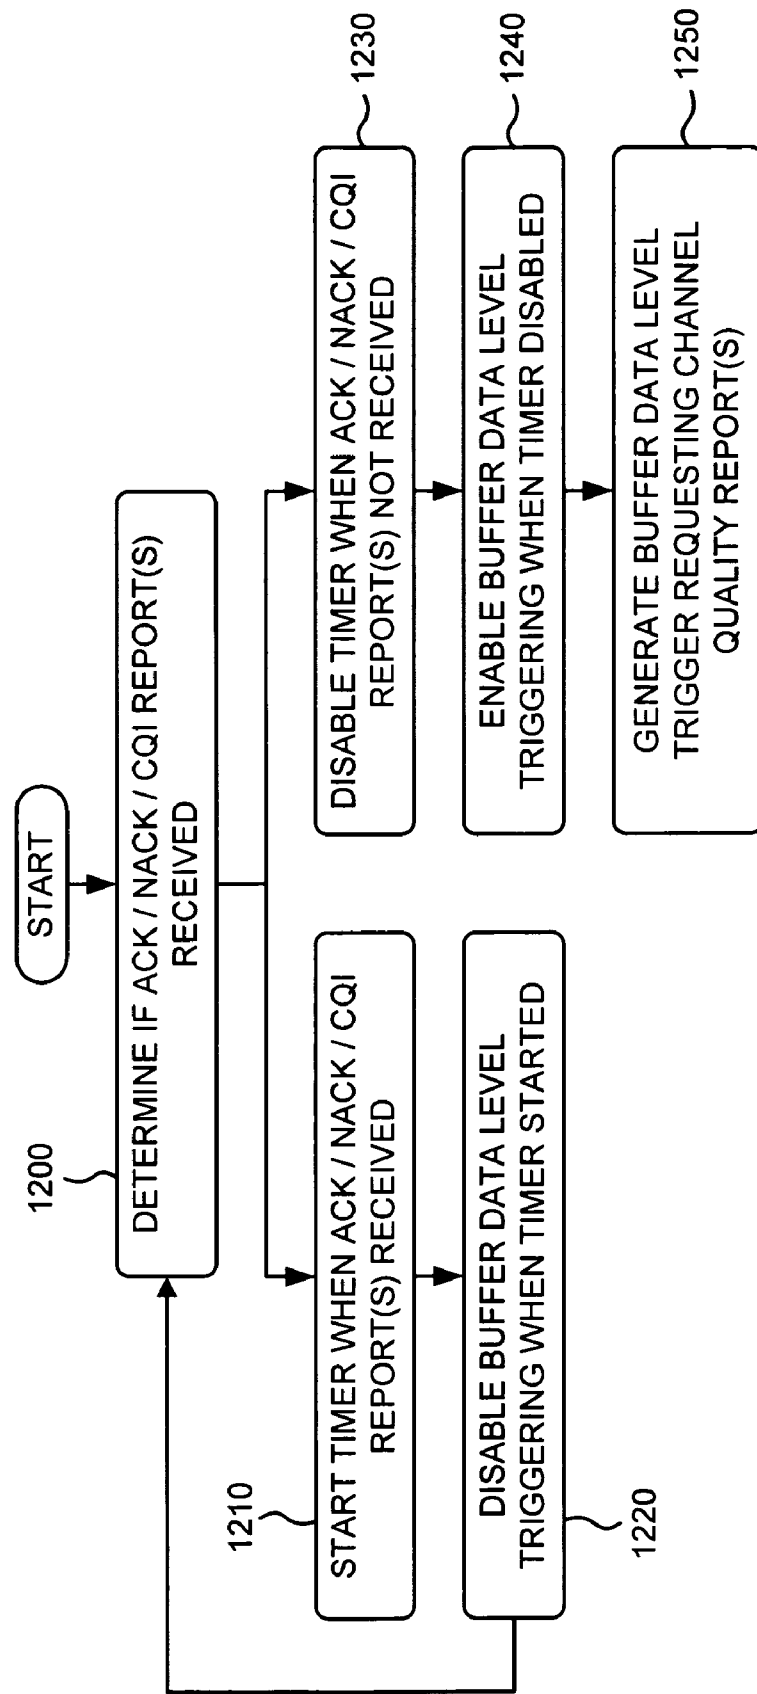 START
1200
DETERMINE IF ACK / NACK / CQI REPORT(S)
RECEIVED
1210
START TIMER WHEN ACK / NACK / CQI
REPORT(S) RECEIVED
DISABLE BUFFER DATA LEVEL
TRIGGERING WHEN TIMER STARTED
1220
DISABLE TIMER WHEN ACK / NACK / CQI
REPORT(S) NOT RECEIVED
1230
ENABLE BUFFER DATA LEVEL
TRIGGERING WHEN TIMER DISABLED
1240
GENERATE BUFFER DATA LEVEL
TRIGGER REQUESTING CHANNEL
QUALITY REPORT(S)
1250